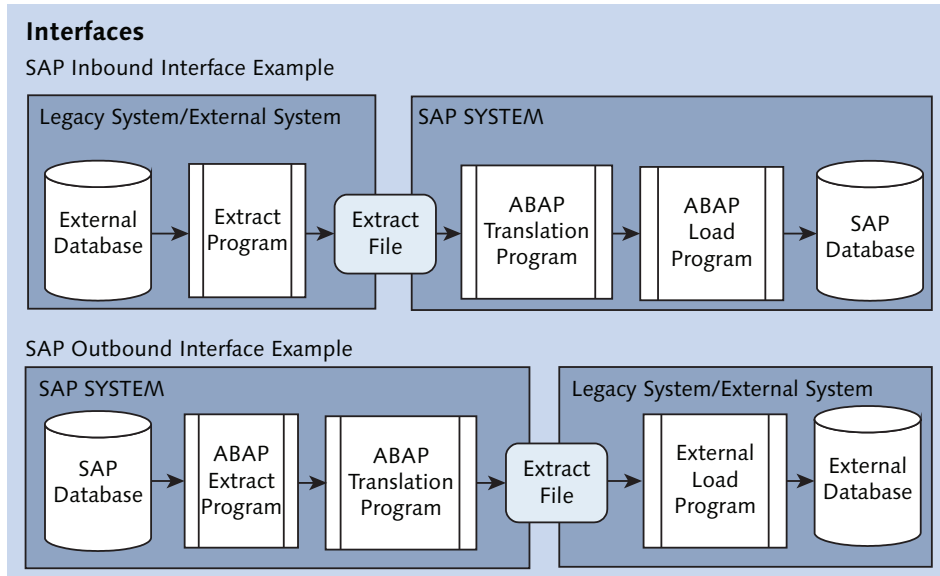 Interfaces
SAP Inbound Interface Example
Legacy System/External System
SAP SYSTEM
External
Database
Extract
Program
Extract
File
ABAP
Translation
Program
ABAP
Load
Program
SAP
Database
SAP Outbound Interface Example
SAP SYSTEM
Legacy System/External System
SAP
Database
ABAP
Extract
Program
ABAP
Translation
Program
Extract
File
External
Load
Program
External
Database